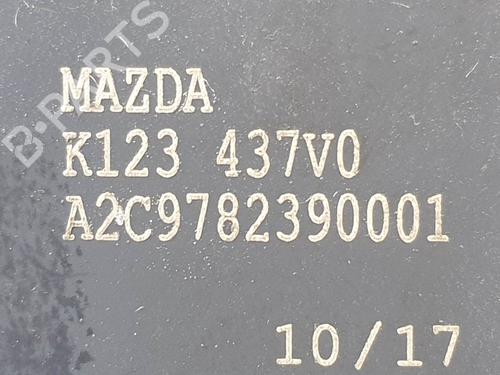 B-PARTS
MAZDA
K123 437V0
A2C9782390001
10/17